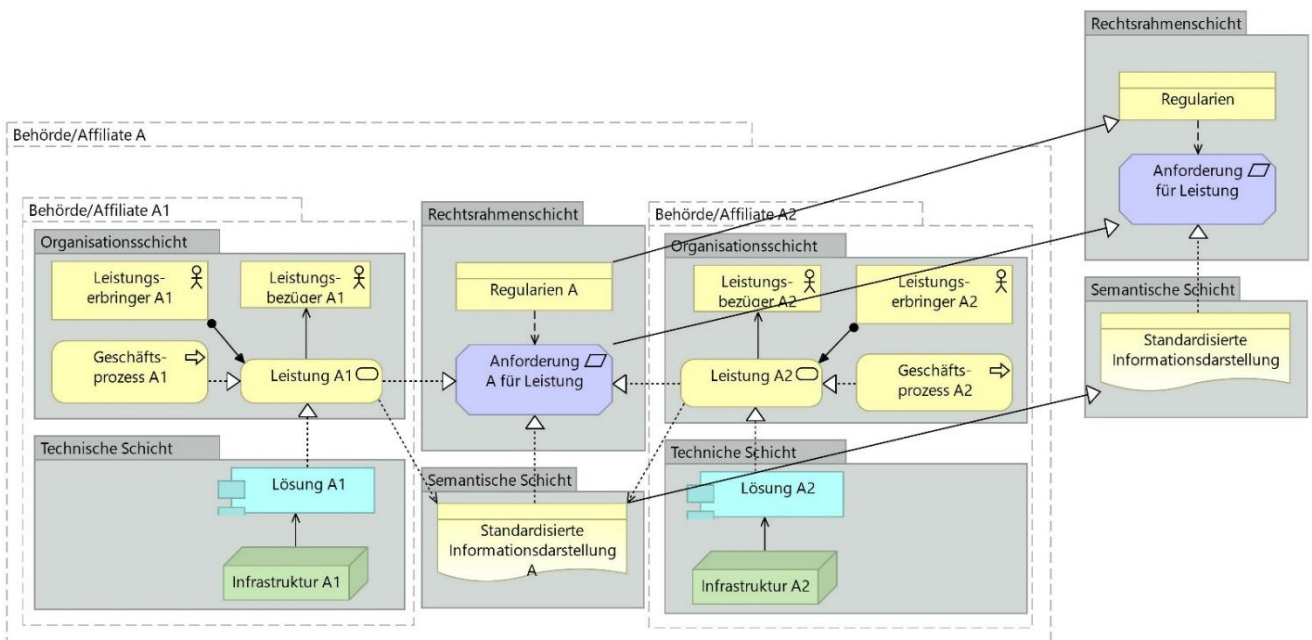 Rechtsrahmenschicht
Regularien
Anforderung
für Leistung
Semantische Schicht
Standardisierte
Informationsdarstellung
Behörde/Affiliate A
Behörde/Affiliate A1
Organisationsschicht
Leistungs-
erbringer A1
Leistungs-
bezüger A1
Geschäfts-
prozess A1
Leistung A1
Technische Schicht
Lösung A1
Infrastruktur A1
Rechtsrahmenschicht
Regularien A
Anforderung
A für Leistung
Semantische Schicht
Standardisierte
Informationsdarstellung
A
Behörde/Affiliate A2
Organisationsschicht
Leistungs-
bezüger A2
Leistungs-
erbringer A2
Leistung A2
Geschäfts-
prozess A2
Techniche Schicht
Lösung A2
Infrastruktur A2